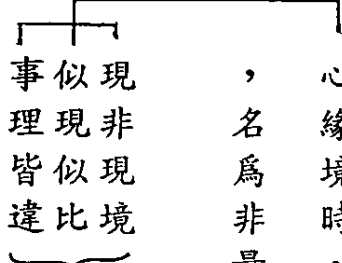 心緣境時，
，名爲非量
現非現境
似現似比
事理皆違